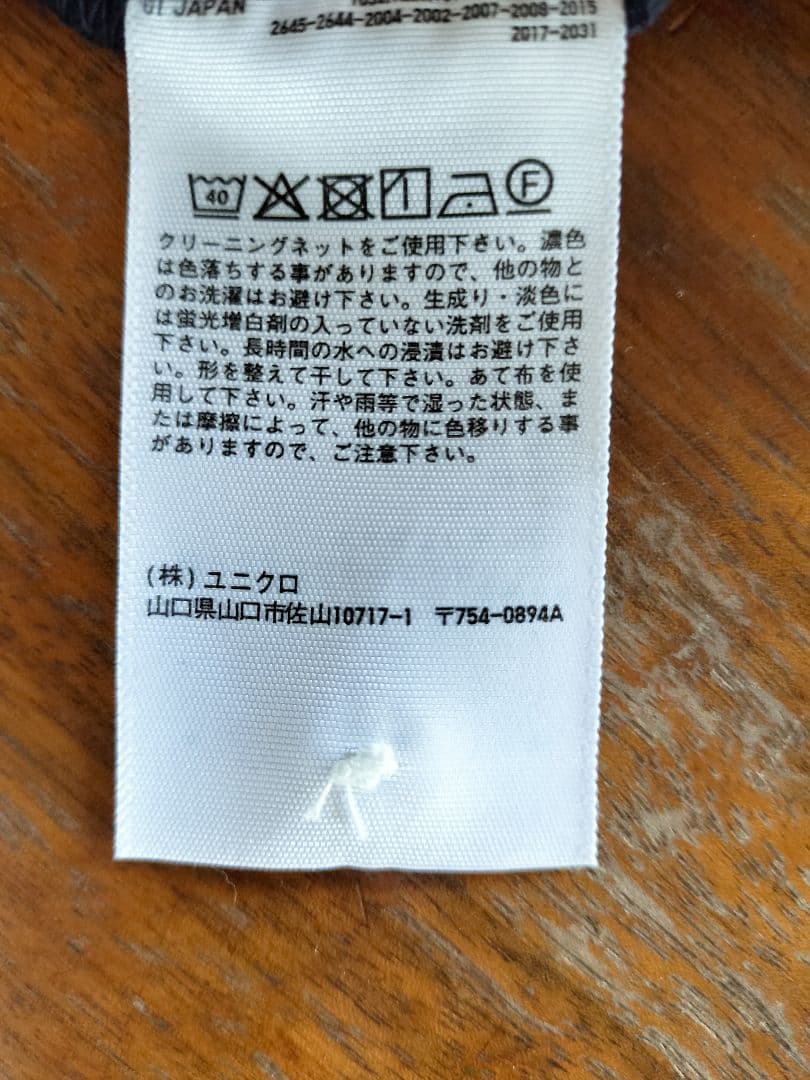 01 JAPAN
2645-2644-2004-2002-2007-2008-2015
2017-2031
40
F
クリーニングネットをご使用下さい。濃色
は色落ちする事がありますので、他の物と
のお洗濯はお避け下さい。生成り・淡色に
は蛍光増白剤の入っていない洗剤をご使用
下さい。長時間の水への浸漬はお避け下さ
い。形を整えて干して下さい。あて布を使
用して下さい。汗や雨等で湿った状態、ま
たは摩擦によって、他の物に色移りする事
がありますので、ご注意下さい。
(株)ユニクロ
山口県山口市佐山10717-1 〒754-0894A